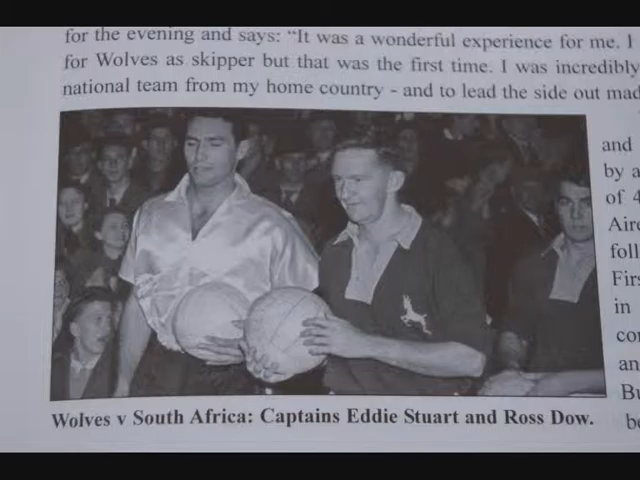 for the evening and says: "It was a wonderful experience for me. I
for Wolves as skipper but that was the first time. I was incredibly
national team from my home country - and to lead the side out mad
and
by a
of 4
Aire
foll
Firs
in
con
an
Bu
be
Wolves v South Africa: Captains Eddie Stuart and Ross Dow.